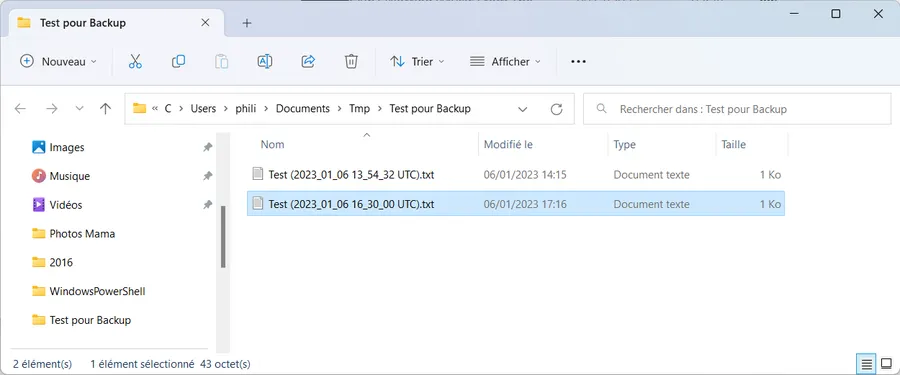 Test pour Backup
Nouveau
Trier
Afficher
« C > Users > phili > Documents > Tmp > Test pour Backup
Rechercher dans : Test pour Backup
Images
Musique
Vidéos
Photos Mama
2016
WindowsPowerShell
Test pour Backup
Nom Modifié le Type Taille
Test (2023_01_06 13_54_32 UTC).txt 06/01/2023 14:15 Document texte 1 Ko
Test (2023_01_06 16_30_00 UTC).txt 06/01/2023 17:16 Document texte 1 Ko
2 élément(s) 1 élément sélectionné 43 octet(s)